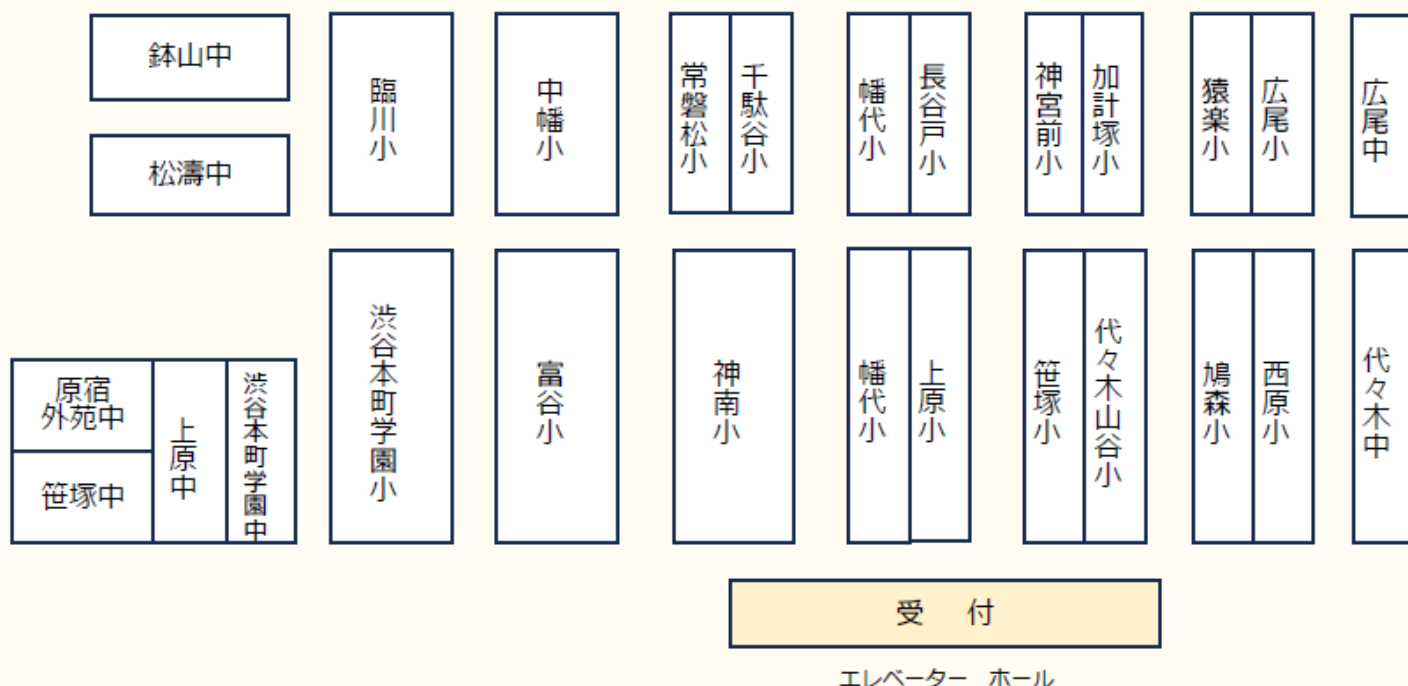 鉢山中
松濤中
臨川小
中幡小
常磐松小
千駄谷小
幡代小
長谷戸小
神宮前小
加計塚小
猿楽小
広尾小
広尾中
原宿
外苑中
笹塚中
上原中
渋谷本町学園中
渋谷本町学園小
富谷小
神南小
幡代小
上原小
笹塚小
代々木山谷小
鳩森小
西原小
代々木中
受　付
エレベーター　ホール